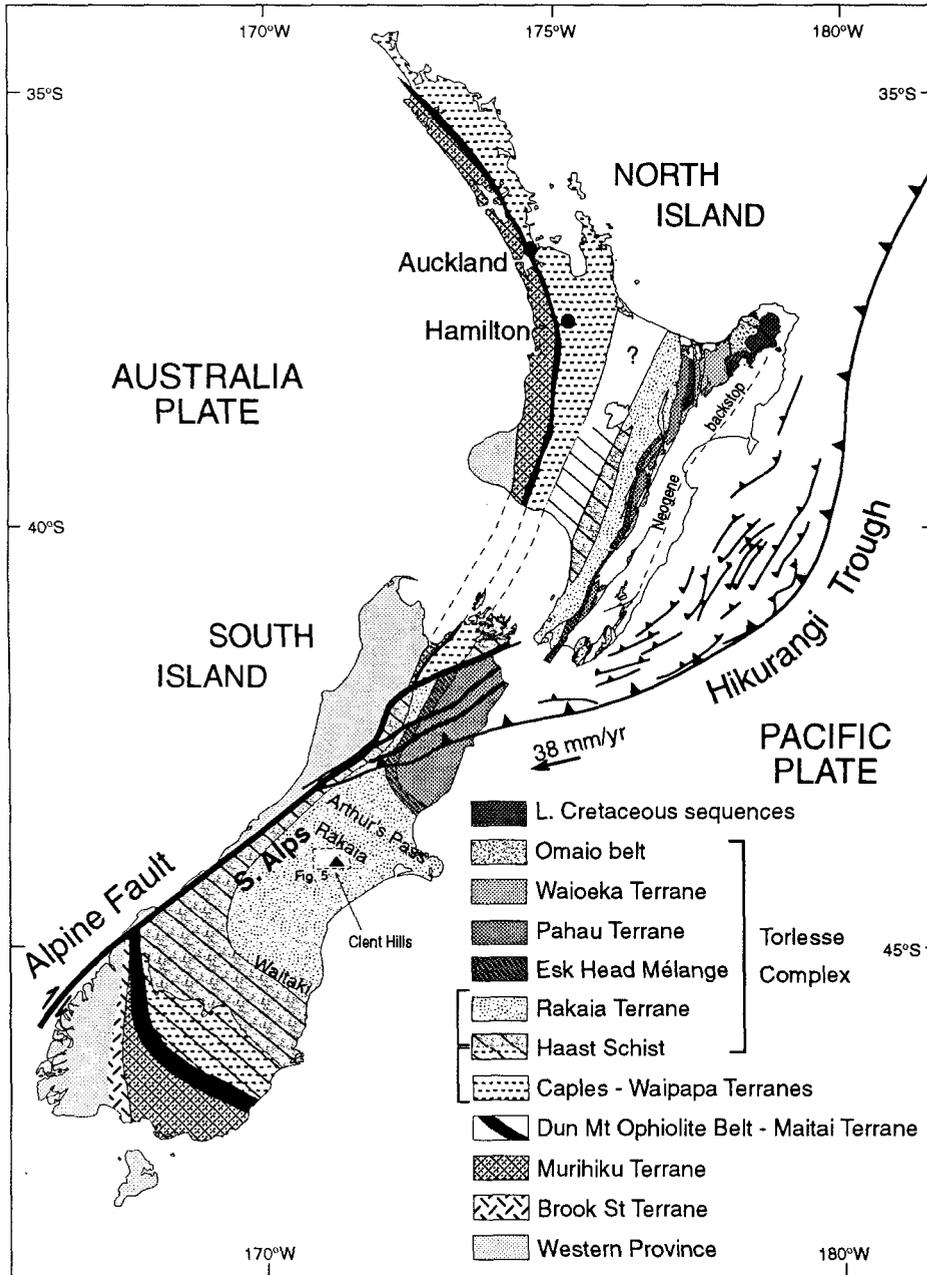 170°W
175°W
180°W
35°S
35°S
NORTH
ISLAND
Auckland
Hamilton
?
AUSTRALIA
PLATE
backstop
Neogene
40°S
Hikurangi Trough
SOUTH
ISLAND
38 mm/yr
PACIFIC
PLATE
Arthur's Pass
Rakaia
S. Alps
Fig. 5
Alpine Fault
Clent Hills
Waitaki
45°S
L. Cretaceous sequences
Omaio belt
Waioeka Terrane
Pahau Terrane
Esk Head Mélange
Rakaia Terrane
Haast Schist
Torlesse
Complex
Caples - Waipapa Terranes
Dun Mt Ophiolite Belt - Maitai Terrane
Murihiku Terrane
Brook St Terrane
Western Province
170°W
180°W